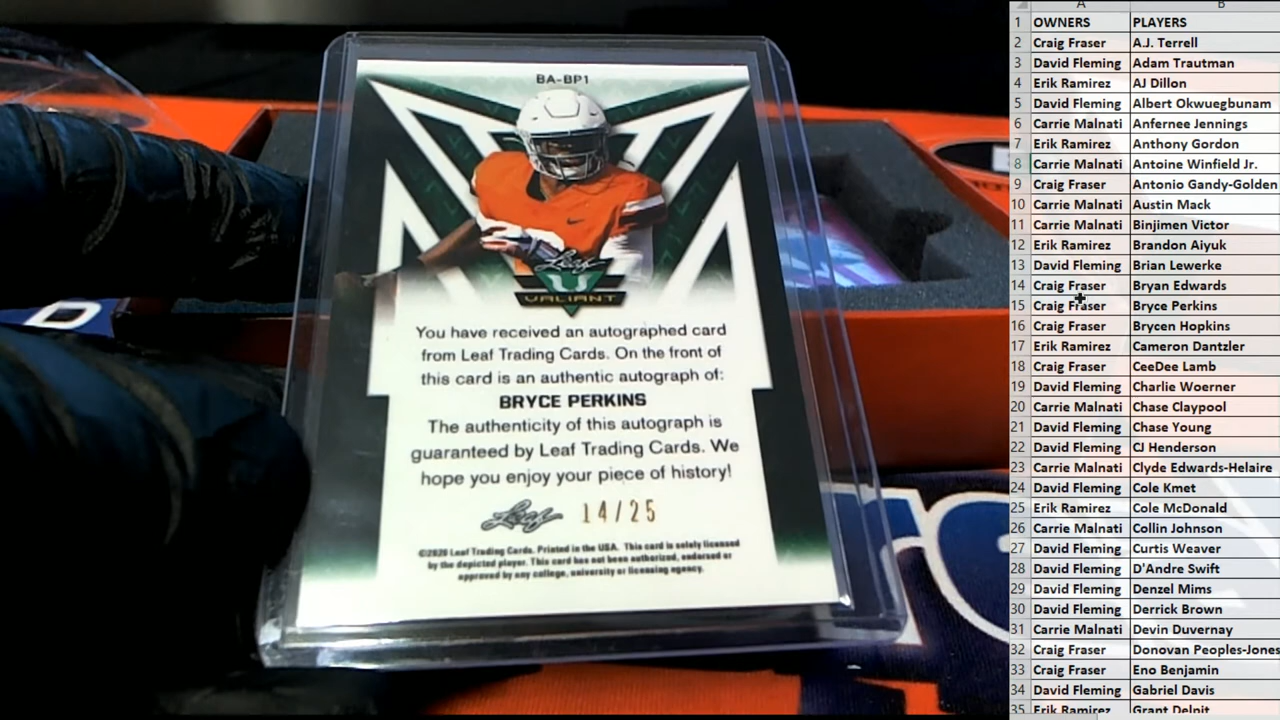 BA-BP1
Leaf
VALIANT
You have received an autographed card
from Leaf Trading Cards. On the front of
this card is an authentic autograph of:
BRYCE PERKINS
The authenticity of this autograph is
guaranteed by Leaf Trading Cards. We
hope you enjoy your piece of history!
Leaf 14/25
©2020 Leaf Trading Cards. Printed in the USA. This card is solely licensed
by the depicted player. This card has not been authorized, endorsed or
approved by any college, university or licensing agency.
A B
1 OWNERS PLAYERS
2 Craig Fraser A.J. Terrell
3 David Fleming Adam Trautman
4 Erik Ramirez AJ Dillon
5 David Fleming Albert Okwuegbunam
6 Carrie Malnati Anfernee Jennings
7 Erik Ramirez Anthony Gordon
8 Carrie Malnati Antoine Winfield Jr.
9 Craig Fraser Antonio Gandy-Golden
10 Carrie Malnati Austin Mack
11 Carrie Malnati Binjimen Victor
12 Erik Ramirez Brandon Aiyuk
13 David Fleming Brian Lewerke
14 Craig Fraser Bryan Edwards
15 Craig Fraser Bryce Perkins
16 Craig Fraser Brycen Hopkins
17 Erik Ramirez Cameron Dantzler
18 Craig Fraser CeeDee Lamb
19 David Fleming Charlie Woerner
20 Carrie Malnati Chase Claypool
21 David Fleming Chase Young
22 David Fleming CJ Henderson
23 Carrie Malnati Clyde Edwards-Helaire
24 David Fleming Cole Kmet
25 Erik Ramirez Cole McDonald
26 Carrie Malnati Collin Johnson
27 David Fleming Curtis Weaver
28 David Fleming D'Andre Swift
29 David Fleming Denzel Mims
30 David Fleming Derrick Brown
31 Carrie Malnati Devin Duvernay
32 Craig Fraser Donovan Peoples-Jones
33 Craig Fraser Eno Benjamin
34 David Fleming Gabriel Davis
35 Erik Ramirez Grant Delpit